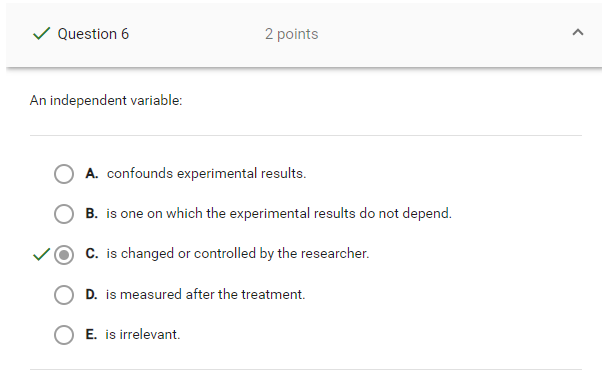 Question 6 2 points
An independent variable:
A. confounds experimental results.
B. is one on which the experimental results do not depend.
C. is changed or controlled by the researcher.
D. is measured after the treatment.
E. is irrelevant.